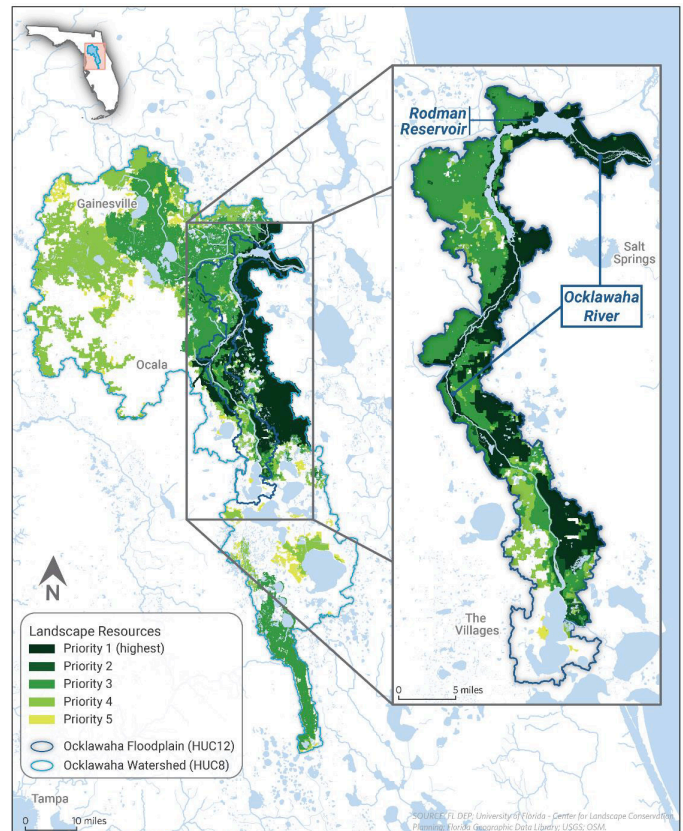 Rodman
Reservoir
Gainesville
Salt
Springs
Ocklawaha
River
Ocala
N
The
Villages
Landscape Resources
Priority 1 (highest)
Priority 2
Priority 3
Priority 4
Priority 5
Ocklawaha Floodplain (HUC12)
Ocklawaha Watershed (HUC8)
0 5 miles
Tampa
0 10 miles
SOURCE: FL DEP; University of Florida - Center for Landscape Conservation
Planning; Florida Geographic Data Library; USGS; OSM.